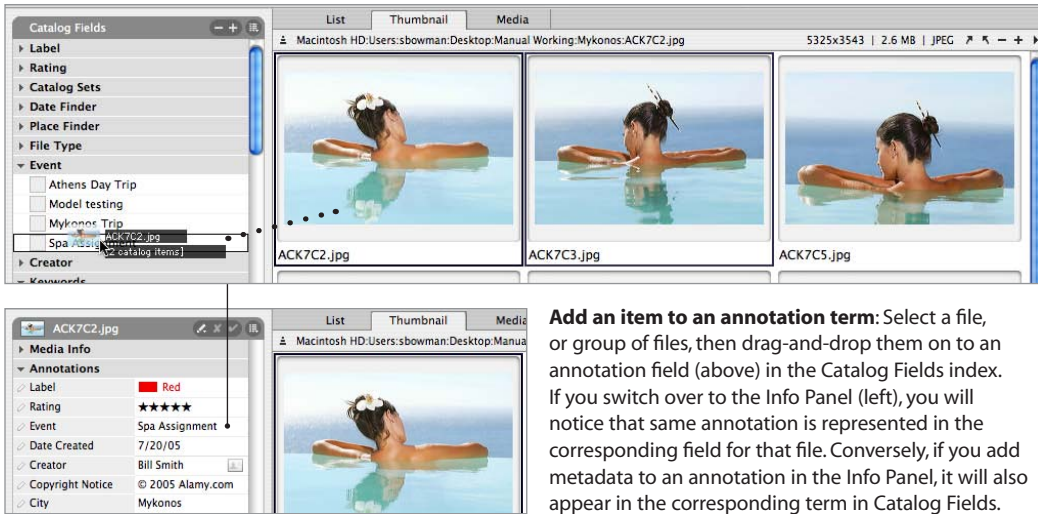 Catalog Fields
List Thumbnail Media
Macintosh HD:Users:sbowman:Desktop:Manual Working:Mykonos:ACK7C2.jpg 5325x3543 | 2.6 MB | JPEG
Label
Rating
Catalog Sets
Date Finder
Place Finder
File Type
Event
Athens Day Trip
Model testing
Mykonos Trip
ACK7C2.jpg
Spa
[2 catalog items]
Creator
Keywords
ACK7C2.jpg ACK7C3.jpg ACK7C5.jpg
ACK7C2.jpg
List Thumbnail Media
Macintosh HD:Users:sbowman:Desktop:Manua
Media Info
Annotations
Label Red
Rating ★★★★★
Event Spa Assignment
Date Created 7/20/05
Creator Bill Smith
Copyright Notice © 2005 Alamy.com
City Mykonos
Add an item to an annotation term: Select a file,
or group of files, then drag-and-drop them on to an
annotation field (above) in the Catalog Fields index.
If you switch over to the Info Panel (left), you will
notice that same annotation is represented in the
corresponding field for that file. Conversely, if you add
metadata to an annotation in the Info Panel, it will also
appear in the corresponding term in Catalog Fields.